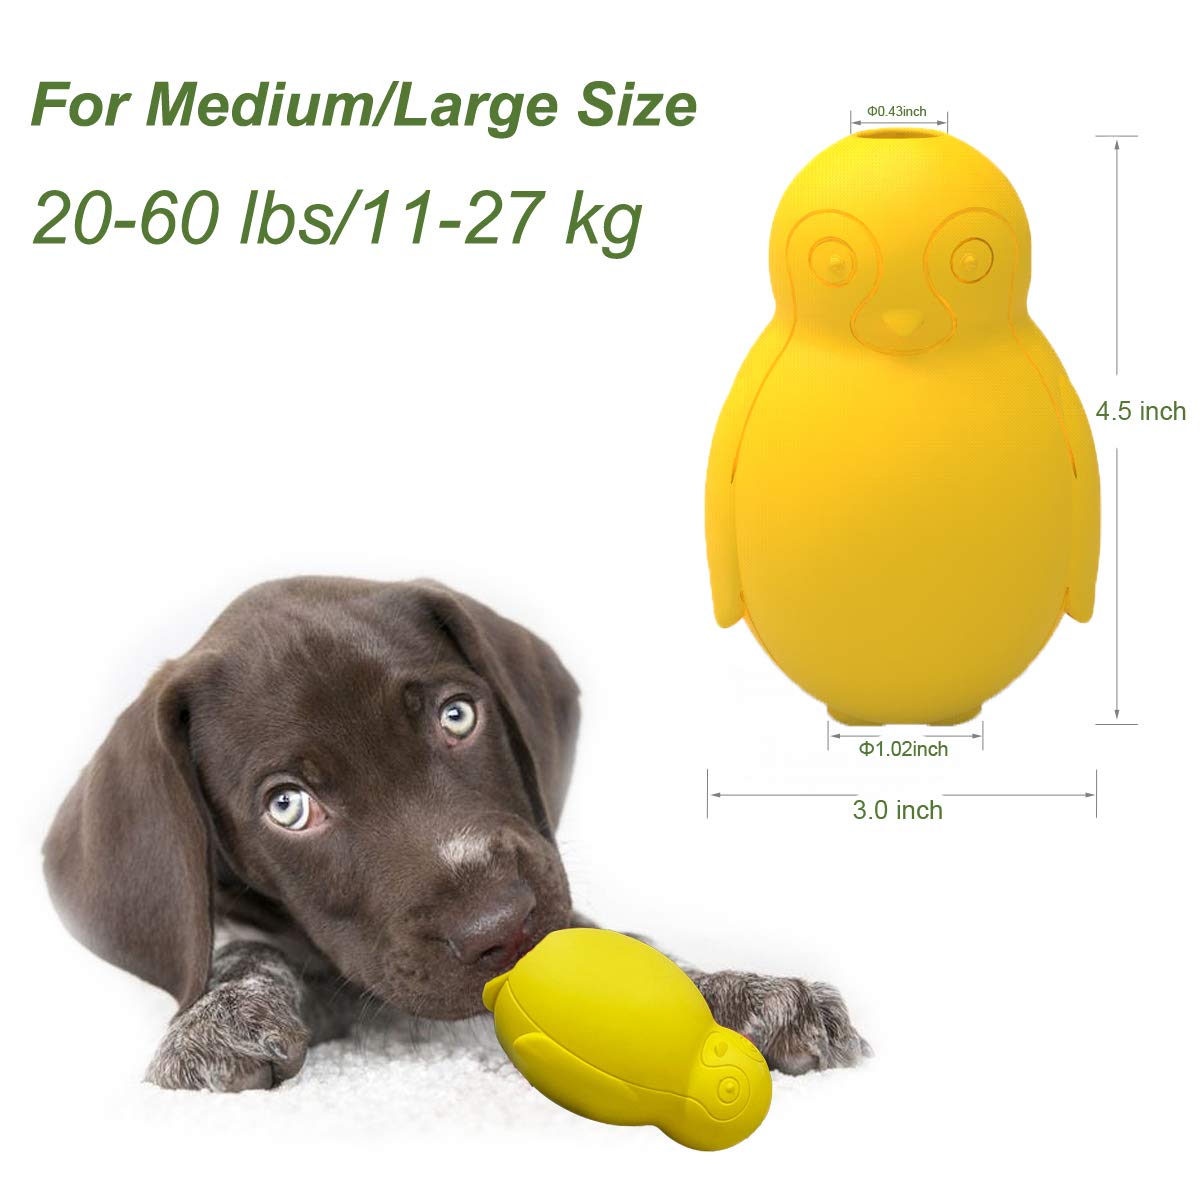 For Medium/Large Size
20-60 lbs/11-27 kg
Φ0.43inch
4.5 inch
Φ1.02inch
3.0 inch